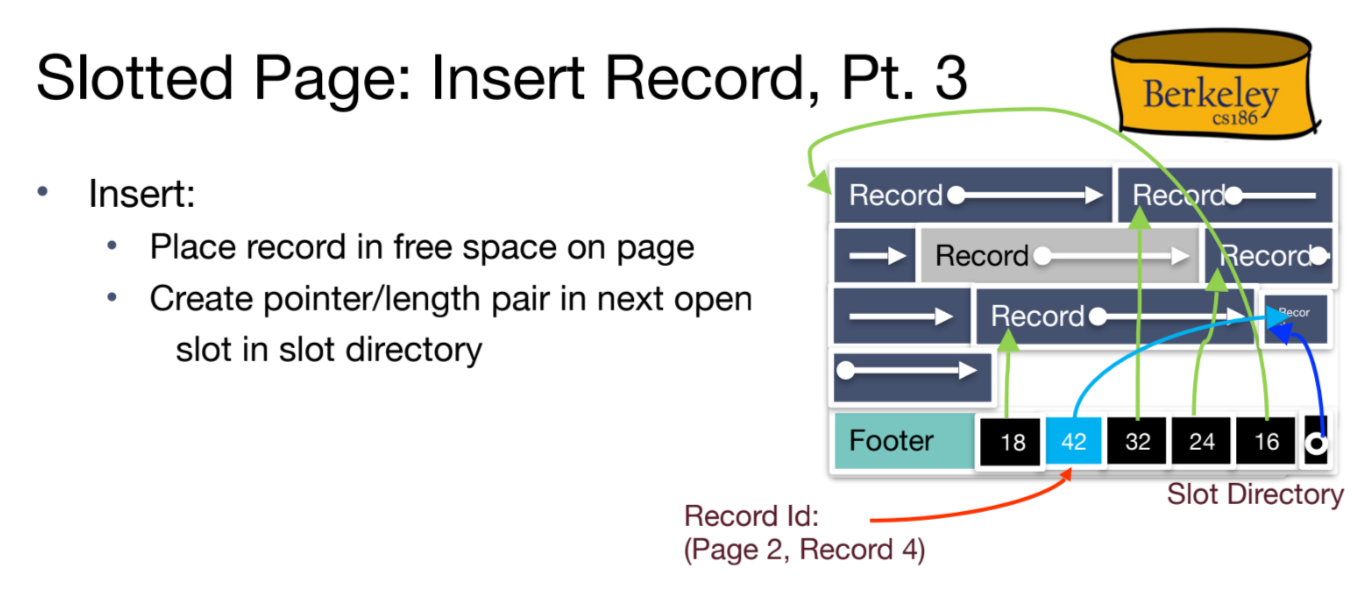 Slotted Page: Insert Record, Pt. 3
Berkeley
cs186
• Insert:
• Place record in free space on page
• Create pointer/length pair in next open
slot in slot directory
Record Record
Record Record
Record Recor
Footer 18 42 32 24 16
Slot Directory
Record Id:
(Page 2, Record 4)